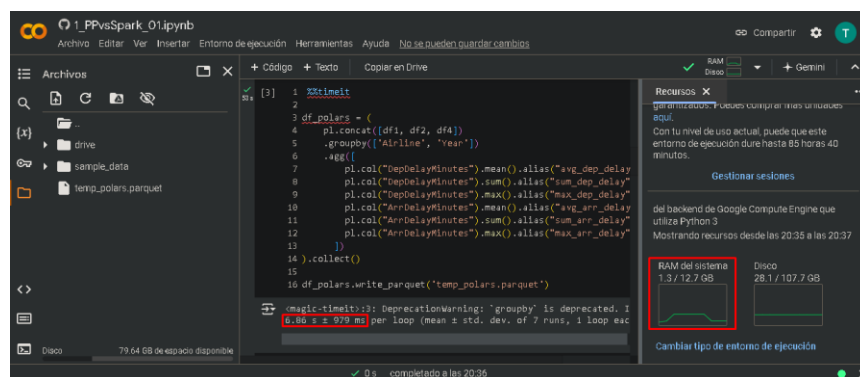 1_PPvsSpark_01.ipynb
Archivo Editar Ver Insertar Entorno de ejecución Herramientas Ayuda No se pueden guardar cambios
Compartir
T
Archivos
+ Código + Texto Copiar en Drive
RAM
Disco
+ Gemini
Recursos X
..
drive
sample_data
temp_polars.parquet
{x}
<>
Disco 79.64 GB de espacio disponible
50 s
[3] 1 %%timeit
2
3 df_polars = (
4 pl.concat([df1, df2, df4])
5 .groupby(['Airline', 'Year'])
6 .agg([
7 pl.col("DepDelayMinutes").mean().alias("avg_dep_delay
8 pl.col("DepDelayMinutes").sum().alias("sum_dep_delay"
9 pl.col("DepDelayMinutes").max().alias("max_dep_delay"
10 pl.col("ArrDelayMinutes").mean().alias("avg_arr_delay
11 pl.col("ArrDelayMinutes").sum().alias("sum_arr_delay"
12 pl.col("ArrDelayMinutes").max().alias("max_arr_delay"
13 ])
14 ).collect()
15
16 df_polars.write_parquet('temp_polars.parquet')
<magic-timeit>:3: DeprecationWarning: `groupby` is deprecated. I
6.86 s ± 979 ms per loop (mean ± std. dev. of 7 runs, 1 loop eac
garantizados. Puedes comprar más unidades
aquí.
Con tu nivel de uso actual, puede que este
entorno de ejecución dure hasta 85 horas 40
minutos.
Gestionar sesiones
del backend de Google Compute Engine que
utiliza Python 3
Mostrando recursos desde las 20:35 a las 20:37
RAM del sistema
1.3 / 12.7 GB
Disco
28.1 / 107.7 GB
Cambiar tipo de entorno de ejecución
0 s completado a las 20:36